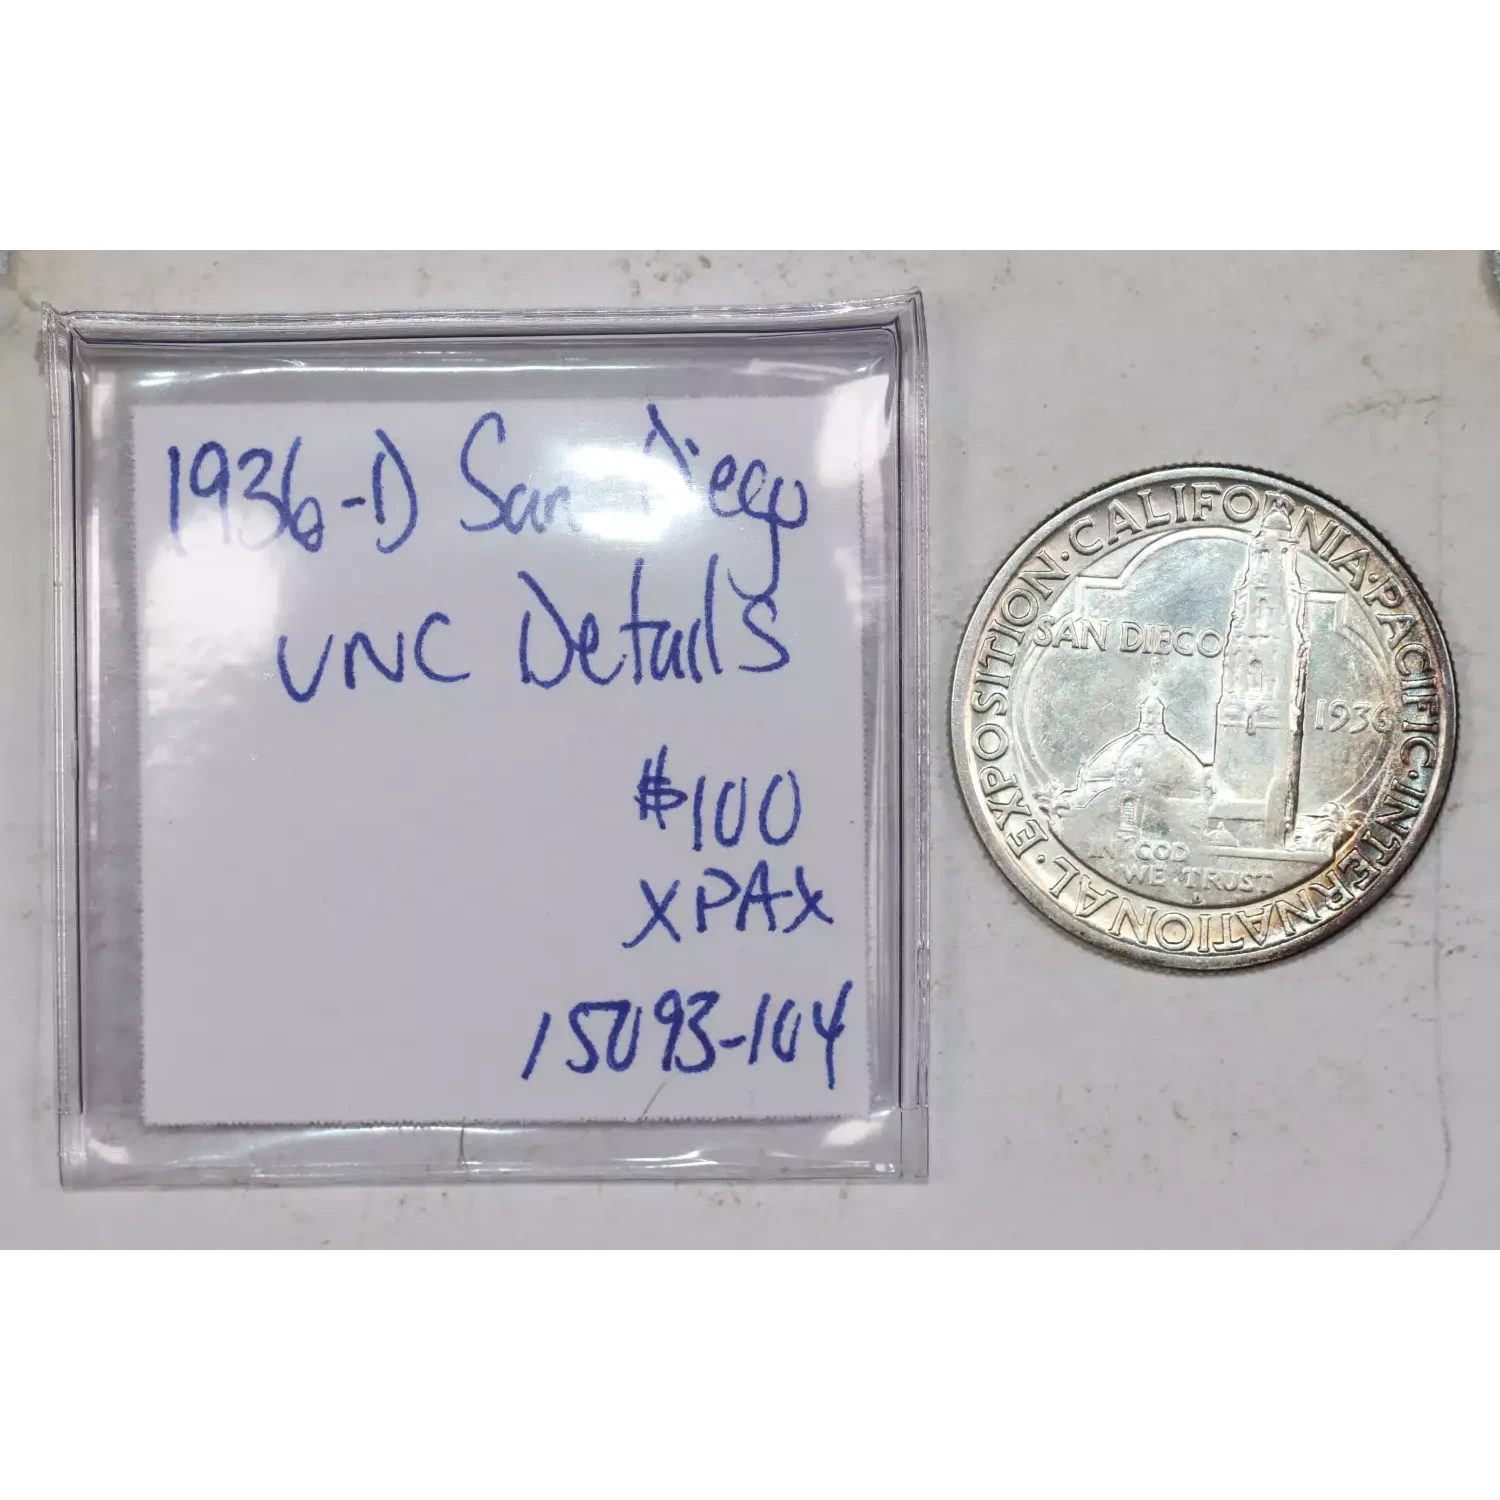 1936-D San Diego
UNC Details
$100
XPAX
15093-104
CALIFORNIA · PACIFIC · INTERNATIONAL · EXPOSITION ·
SAN DIEGO
1936
IN GOD
WE · TRUST
D